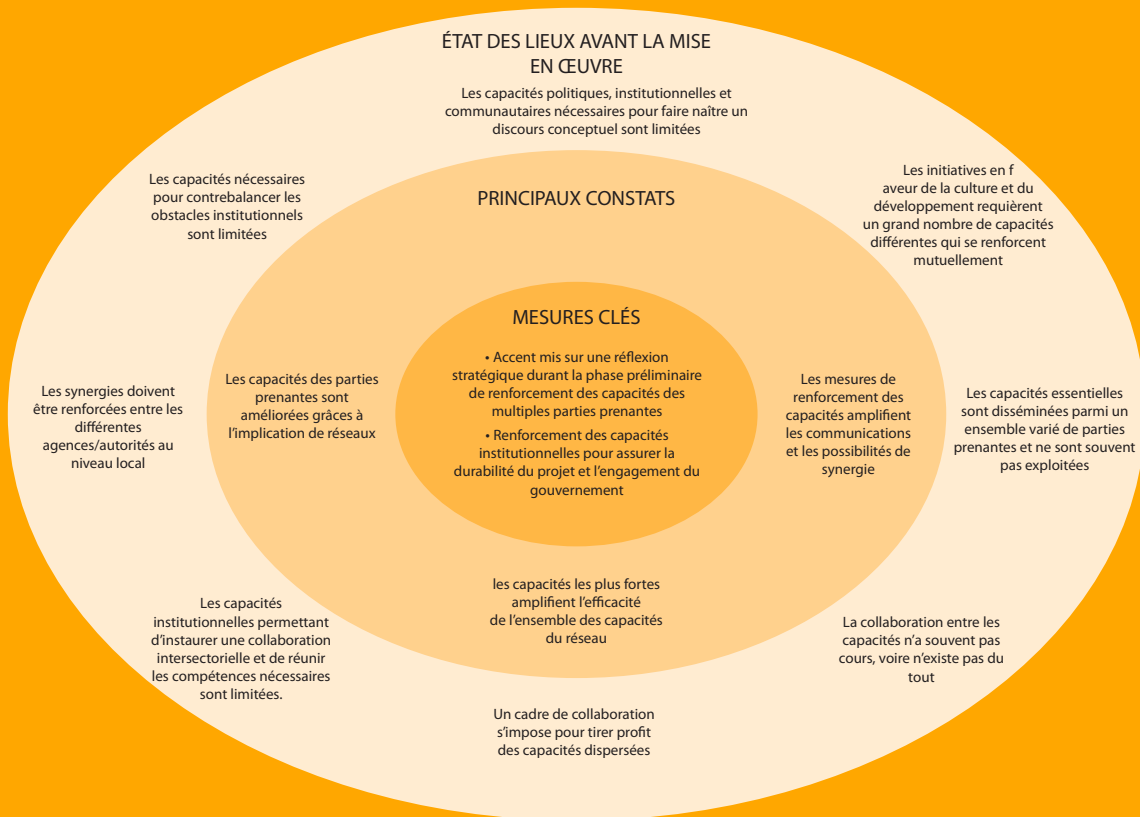 ÉTAT DES LIEUX AVANT LA MISE
EN ŒUVRE
Les capacités politiques, institutionnelles et
communautaires nécessaires pour faire naître un
discours conceptuel sont limitées
Les capacités nécessaires
pour contrebalancer les
obstacles institutionnels
sont limitées
Les initiatives en f
aveur de la culture et du
développement requièrent
un grand nombre de capacités
différentes qui se renforcent
mutuellement
Les synergies doivent
être renforcées entre les
différentes
agences/autorités au
niveau local
Les capacités essentielles
sont disséminées parmi un
ensemble varié de parties
prenantes et ne sont souvent
pas exploitées
Les capacités
institutionnelles permettant
d’instaurer une collaboration
intersectorielle et de réunir
les compétences nécessaires
sont limitées.
La collaboration entre les
capacités n’a souvent pas
cours, voire n’existe pas du
tout
Un cadre de collaboration
s’impose pour tirer profit
des capacités dispersées
PRINCIPAUX CONSTATS
Les capacités des parties
prenantes sont
améliorées grâces à
l’implication de réseaux
Les mesures de
renforcement des
capacités amplifient
les communications
et les possibilités de
synergie
les capacités les plus fortes
amplifient l’efficacité
de l’ensemble des capacités
du réseau
MESURES CLÉS
• Accent mis sur une réflexion
stratégique durant la phase préliminaire
de renforcement des capacités des
multiples parties prenantes
• Renforcement des capacités
institutionnelles pour assurer la
durabilité du projet et l’engagement du
gouvernement